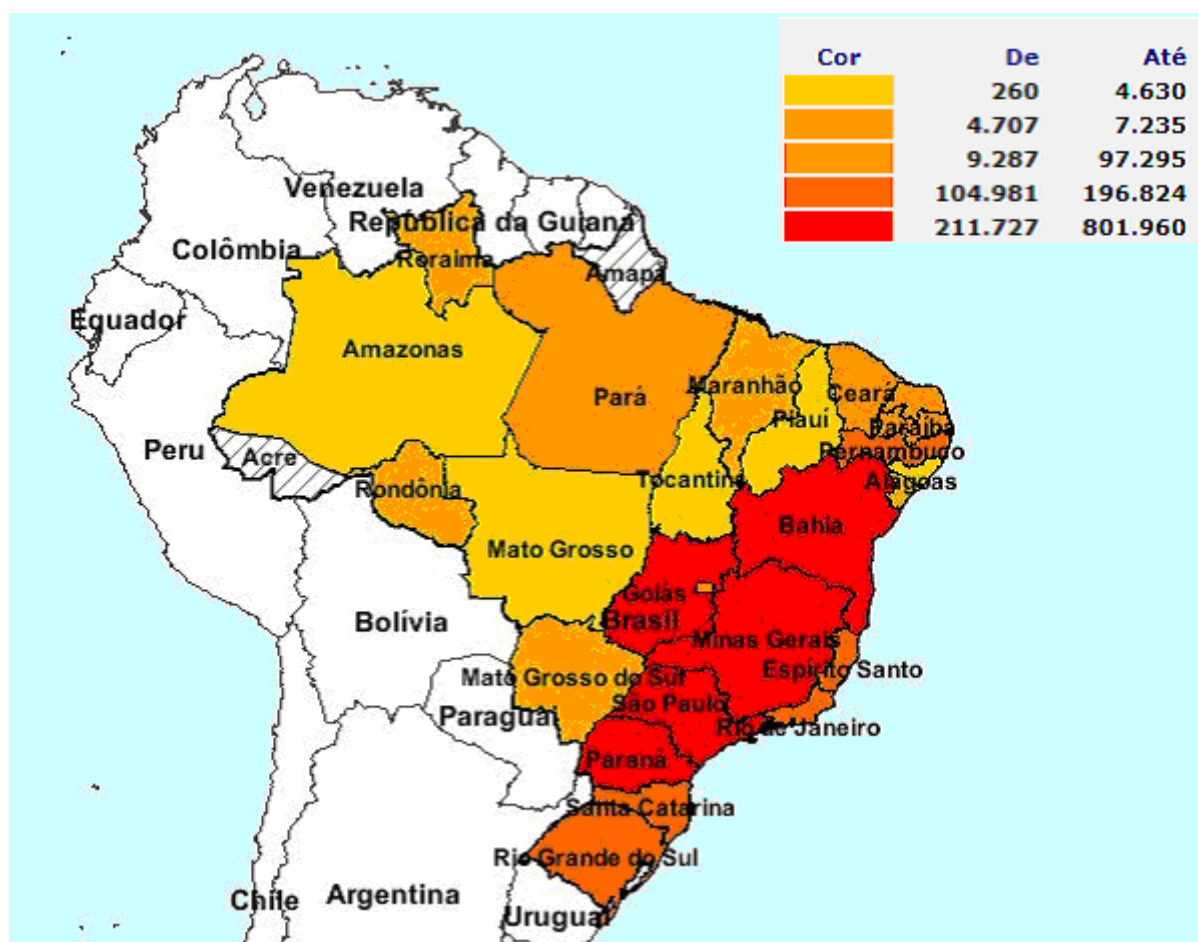 Cor De Até
260 4.630
4.707 7.235
9.287 97.295
104.981 196.824
211.727 801.960
Venezuela
República da Guiana
Colômbia
Roraima
Amapá
Equador
Amazonas
Maranhão
Ceará
Pará
Piauí
Paraíba
Peru
Acre
Pernambuco
Rondônia
Tocantins
Alagoas
Bahia
Mato Grosso
Goiás
Bolívia
Brasil
Minas Gerais
Espírito Santo
Mato Grosso do Sul
São Paulo
Paraguai
Rio de Janeiro
Paraná
Santa Catarina
Rio Grande do Sul
Argentina
Chile
Uruguai